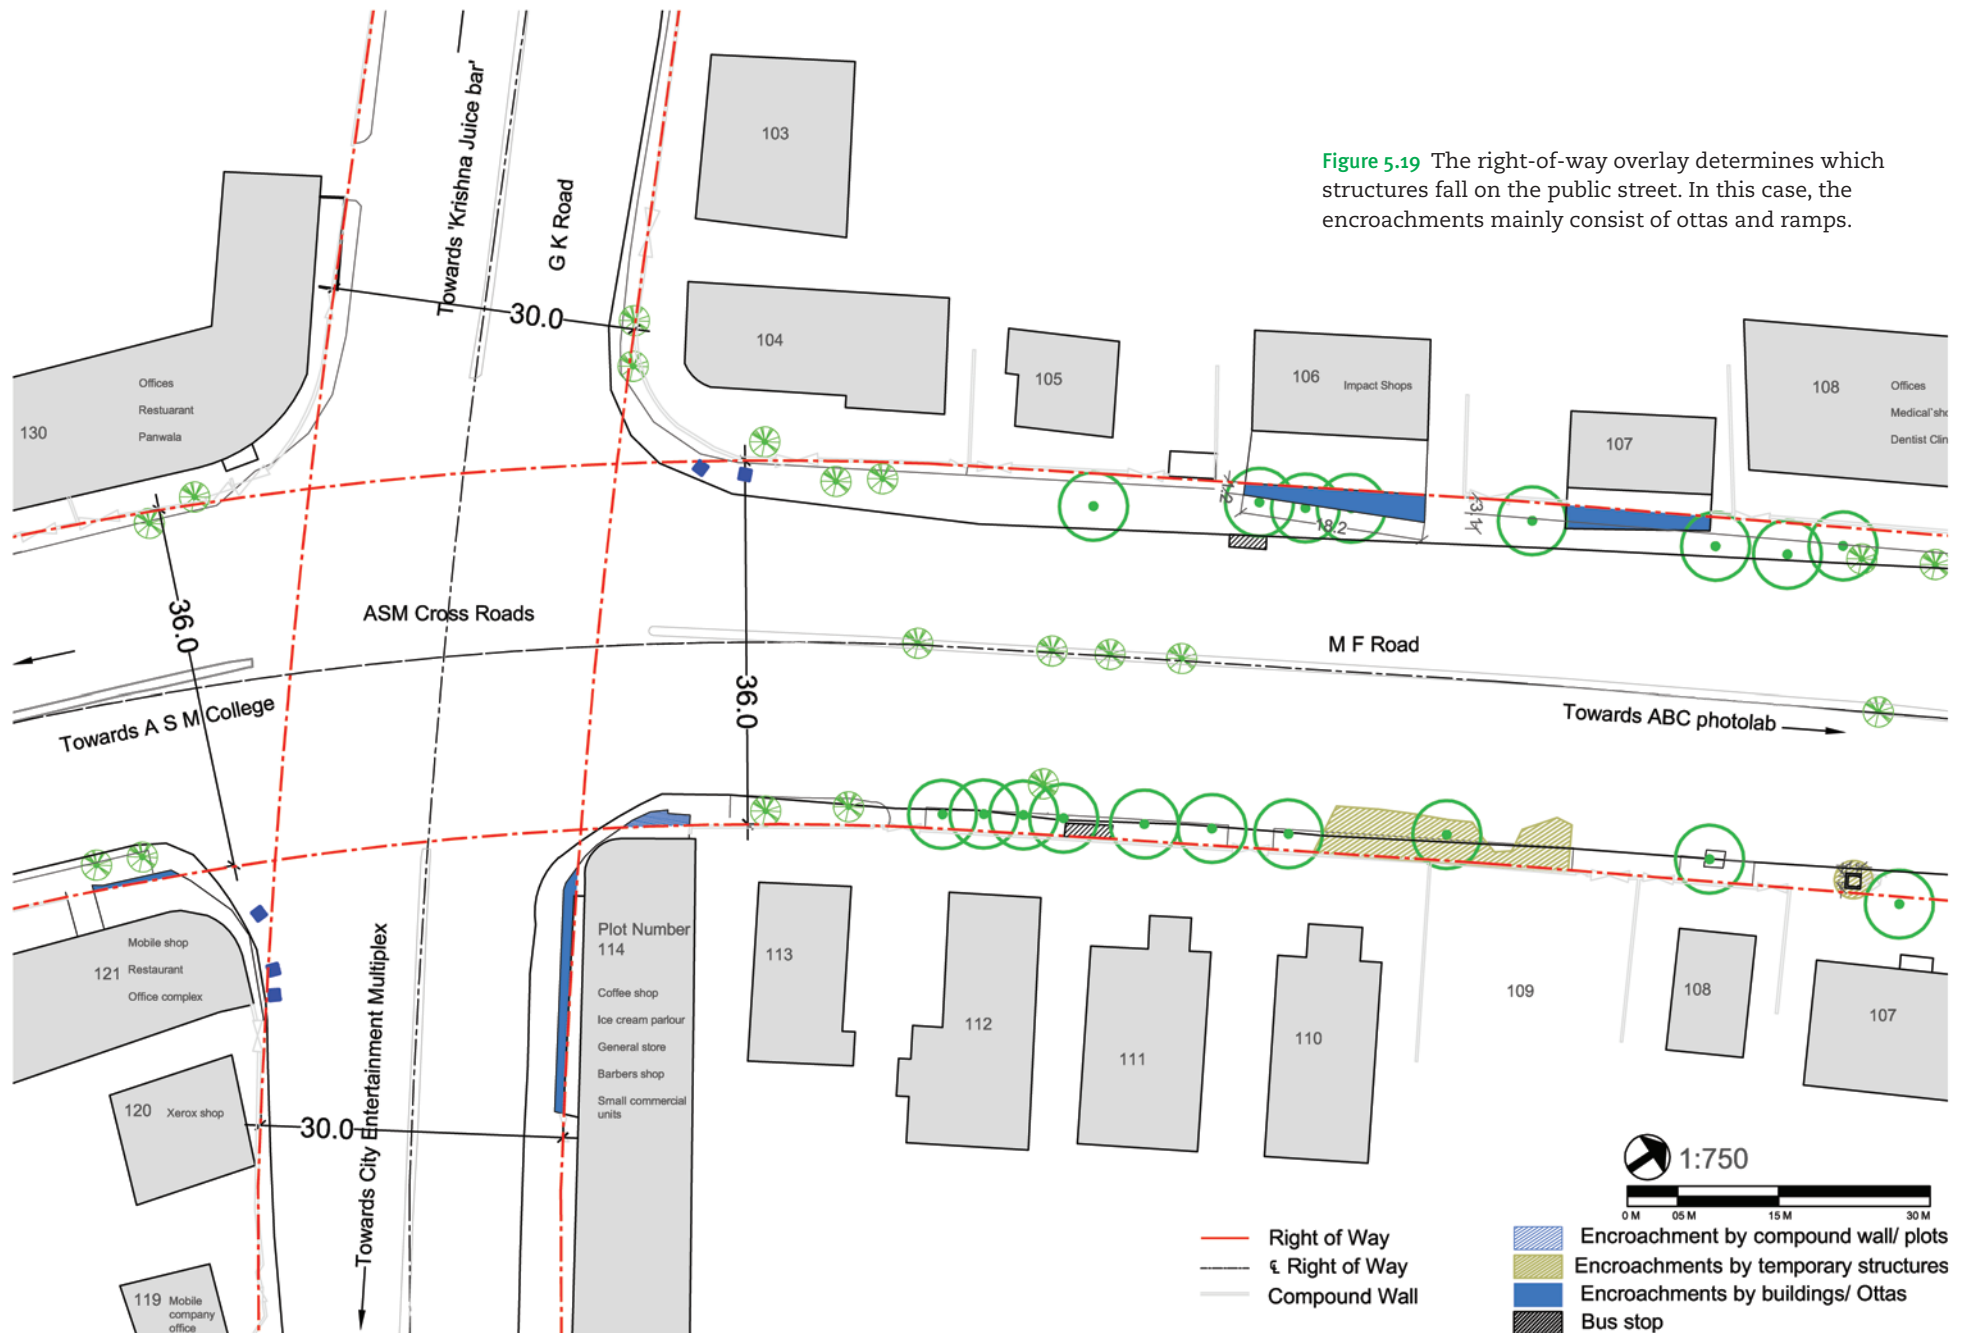 Towards 'Krishna Juice bar'
G K Road
103
Figure 5.19 The right-of-way overlay determines which
structures fall on the public street. In this case, the
encroachments mainly consist of ottas and ramps.
30.0
104
105
106 Impact Shops
107
108 Offices
Dentist Clin
130
Offices
Restuarant
Panwala
18.2
36.0
ASM Cross Roads
M F Road
36.0
Towards A S M College
Towards ABC photolab
Plot Number
114
Coffee shop
Ice cream parlour
General store
Barbers shop
Small commercial
units
121
Mobile shop
Restaurant
Office complex
Towards City Entertainment Multiplex
113
112
111
110
109
108
107
120 Xerox shop
30.0
119 Mobile
company
office
1:750
0 M 05 M 15 M 30 M
Right of Way
℄ Right of Way
Compound Wall
Encroachment by compound wall/ plots
Encroachments by temporary structures
Encroachments by buildings/ Ottas
Bus stop